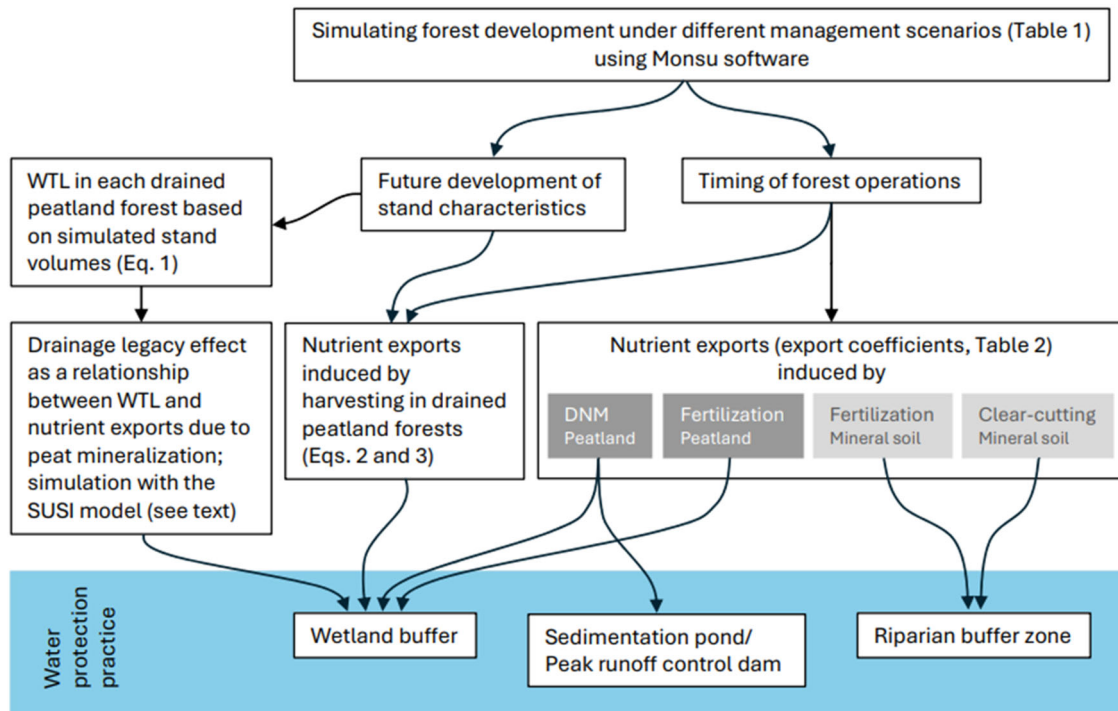 Simulating forest development under different management scenarios (Table 1)
using Monsu software
WTL in each drained
peatland forest based
on simulated stand
volumes (Eq. 1)
Future development of
stand characteristics
Timing of forest operations
Drainage legacy effect
as a relationship
between WTL and
nutrient exports due to
peat mineralization;
simulation with the
SUSI model (see text)
Nutrient exports
induced by
harvesting in drained
peatland forests
(Eqs. 2 and 3)
Nutrient exports (export coefficients, Table 2)
induced by
DNM
Peatland
Fertilization
Peatland
Fertilization
Mineral soil
Clear-cutting
Mineral soil
Water
protection
practice
Wetland buffer
Sedimentation pond/
Peak runoff control dam
Riparian buffer zone